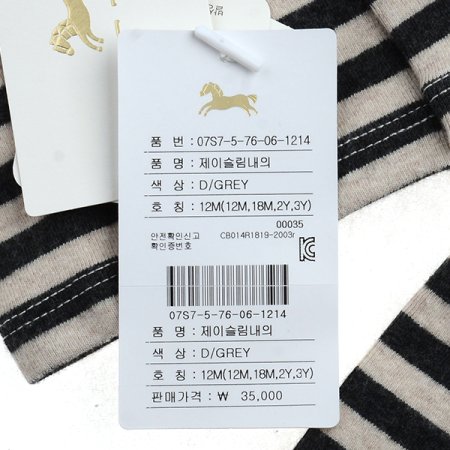 품
품 번 : 07S7-5-76-06-1214
품 명 : 제이슬림내의
색 상 : D/GREY
호 칭 : 12M(12M,18M,2Y,3Y)
00035
안전확인신고 CB014R1819-2003r
확인증번호
07S7-5-76-06-1214
품 명 : 제이슬림내의
색 상 : D/GREY
호 칭 : 12M(12M,18M,2Y,3Y)
판매가격 : ₩ 35,000